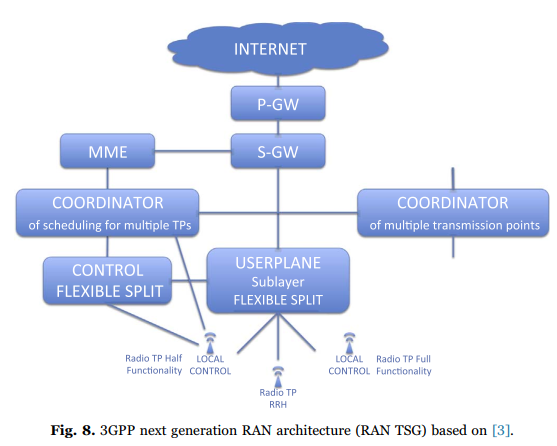 INTERNET
P-GW
MME
S-GW
COORDINATOR
of scheduling for multiple TPs
COORDINATOR
of multiple transmission points
CONTROL
FLEXIBLE SPLIT
USERPLANE
Sublayer
FLEXIBLE SPLIT
Radio TP Half
Functionality
LOCAL
CONTROL
Radio TP
RRH
LOCAL
CONTROL
Radio TP Full
Functionality
Fig. 8. 3GPP next generation RAN architecture (RAN TSG) based on [3].